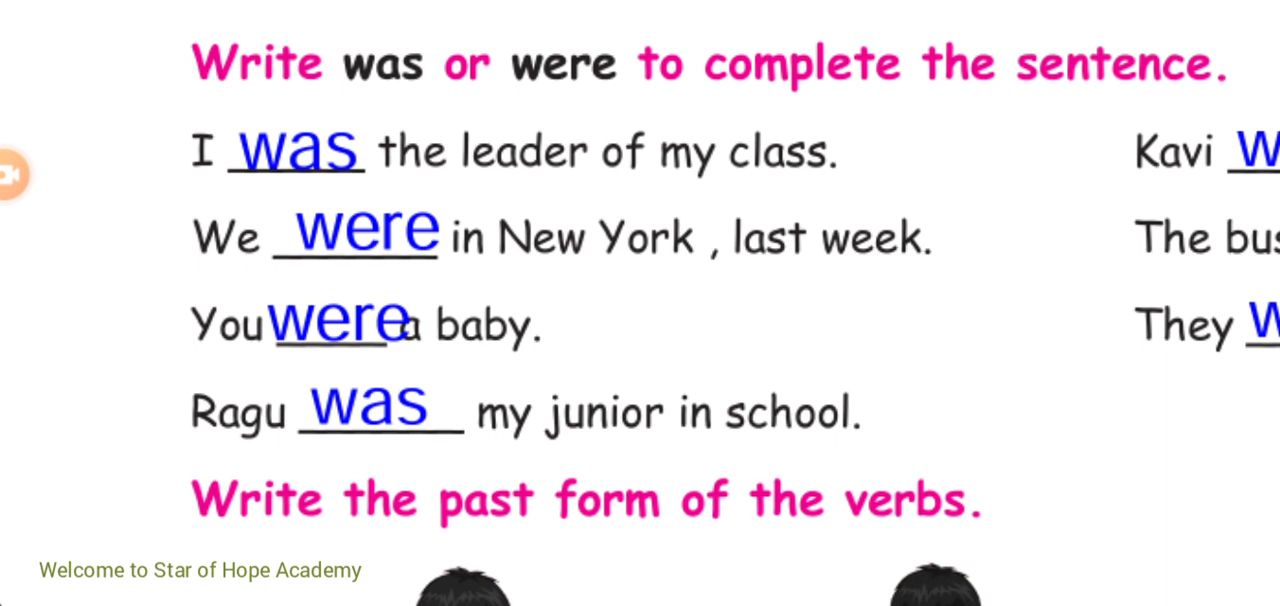 Write was or were to complete the sentence.
I was the leader of my class.
We were in New York , last week.
You were a baby.
Ragu was my junior in school.
Kavi
The
They
Write the past form of the verbs.
Welcome to Star of Hope Academy